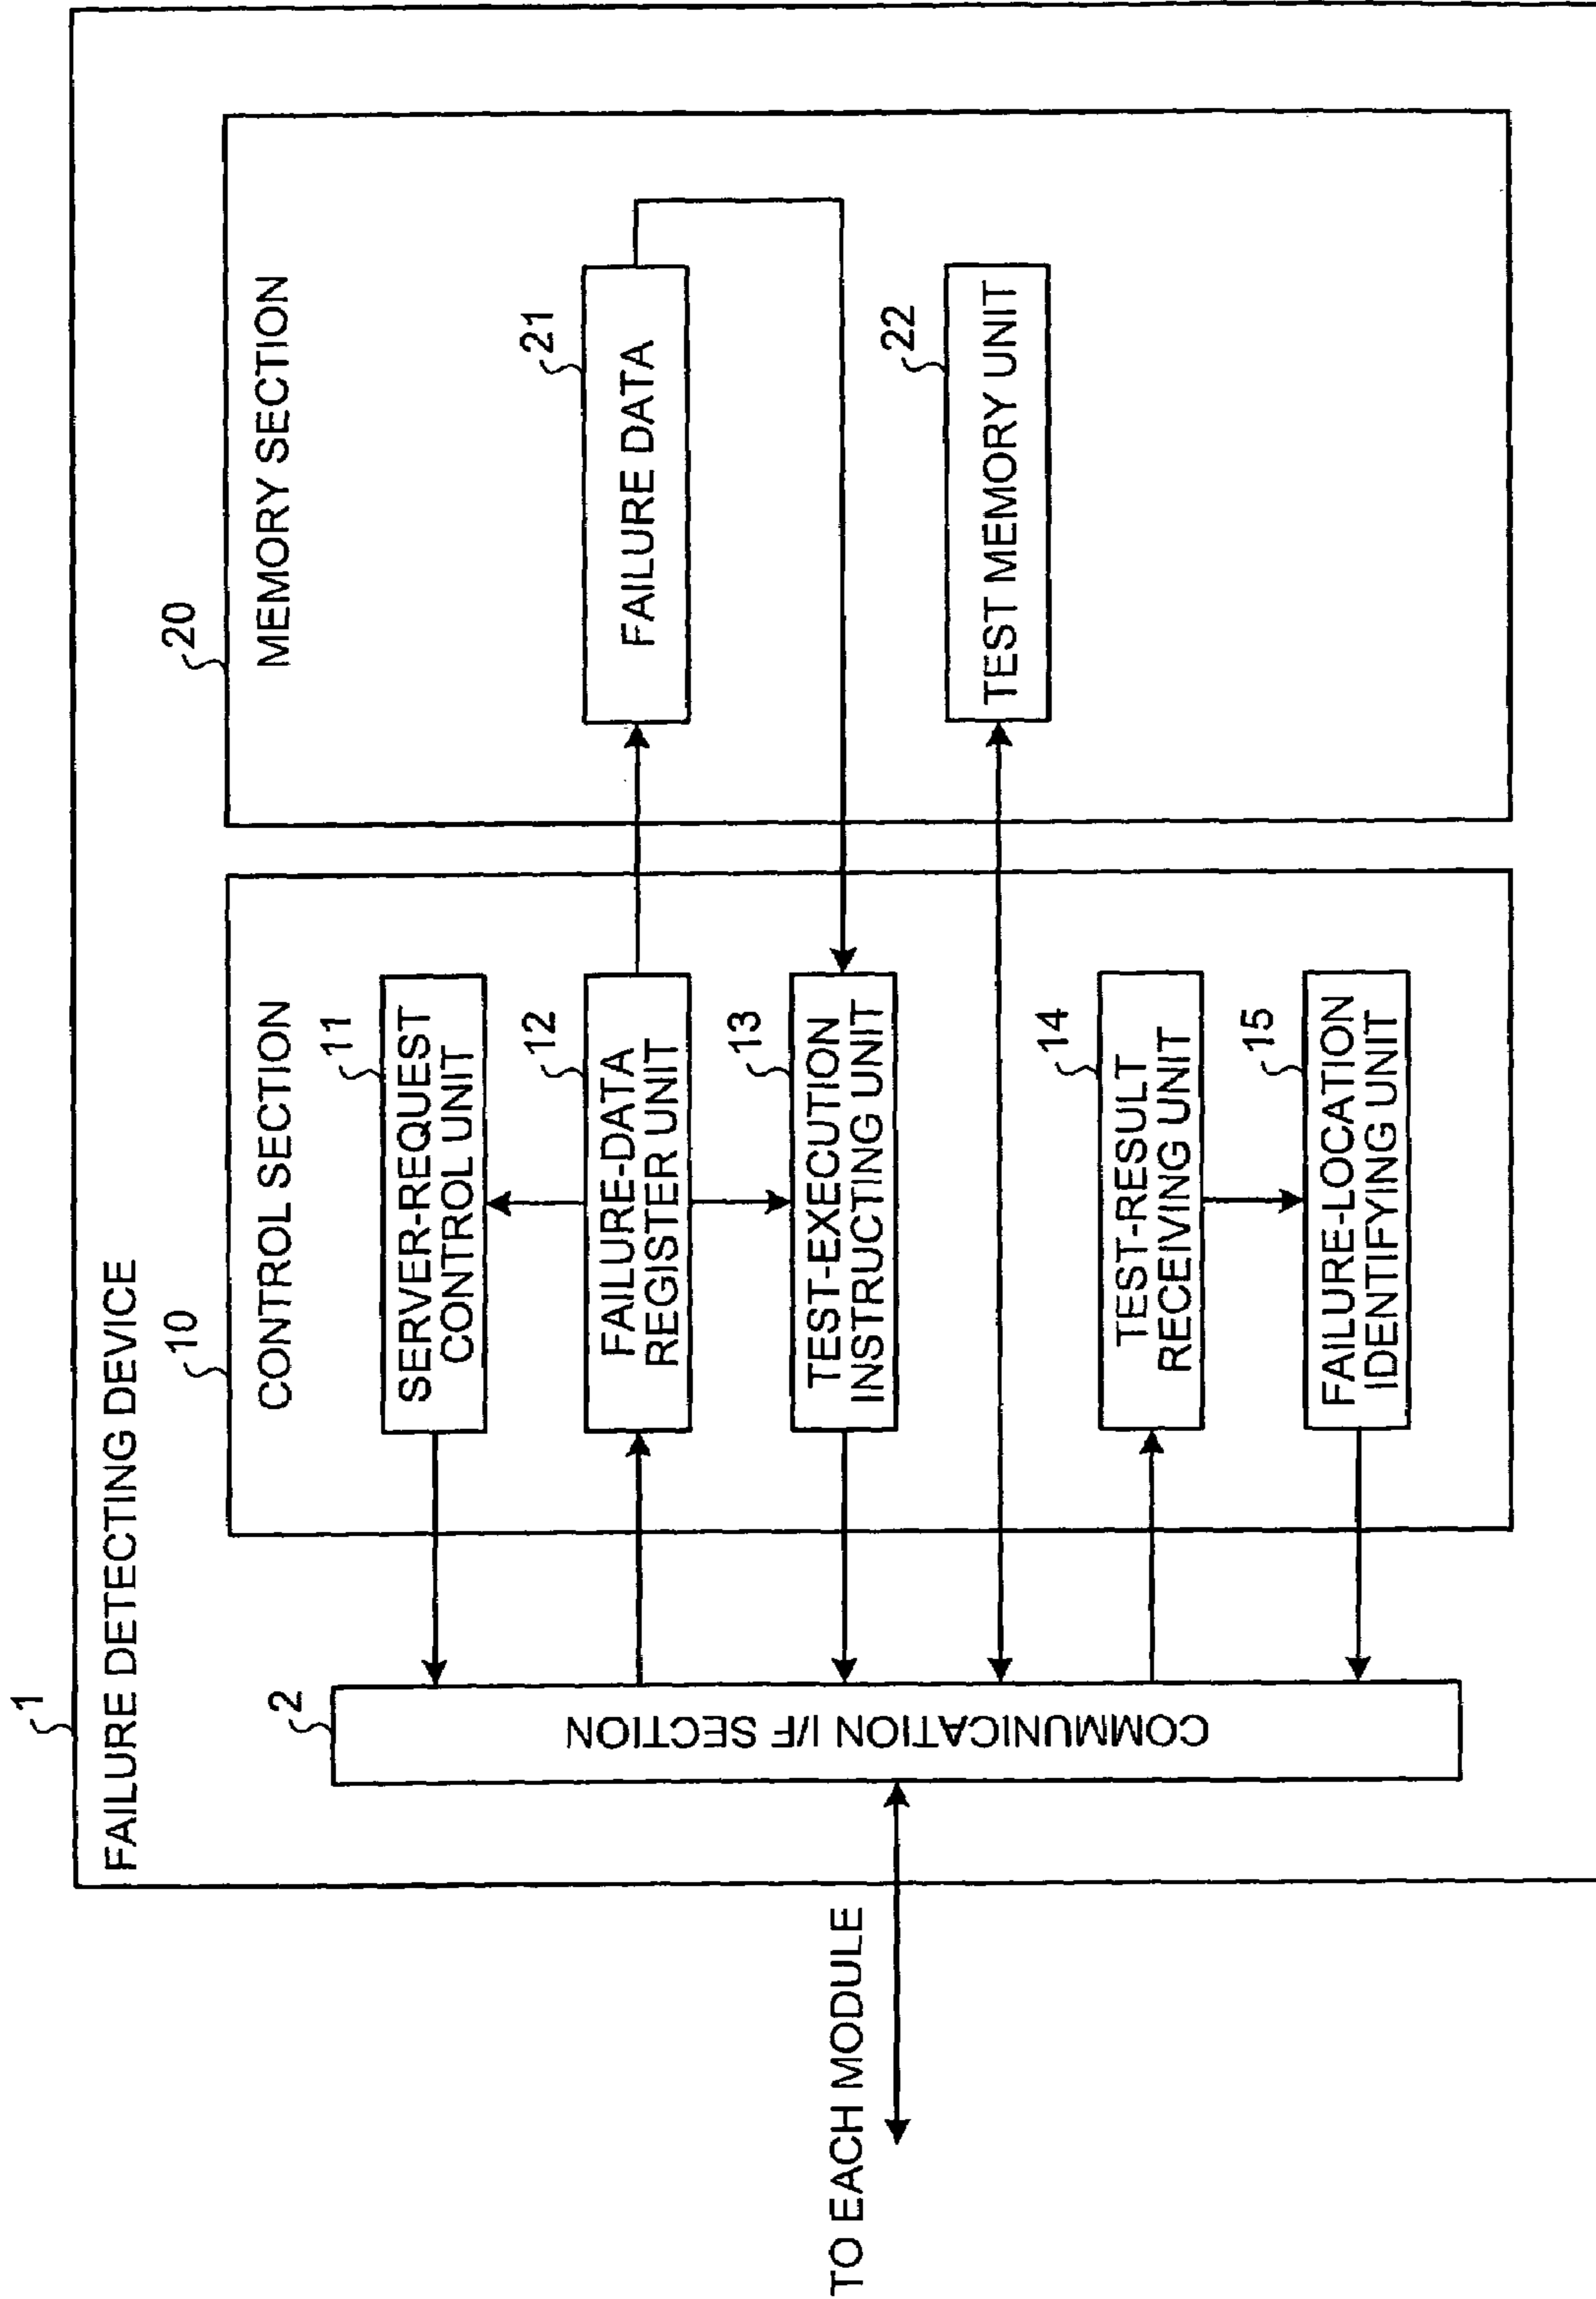 1
FAILURE DETECTING DEVICE
2
COMMUNICATION I/F SECTION
TO EACH MODULE
10
CONTROL SECTION
11
SERVER-REQUEST
CONTROL UNIT
12
FAILURE-DATA
REGISTER UNIT
13
TEST-EXECUTION
INSTRUCTING UNIT
14
TEST-RESULT
RECEIVING UNIT
15
FAILURE-LOCATION
IDENTIFYING UNIT
20
MEMORY SECTION
21
FAILURE DATA
22
TEST MEMORY UNIT